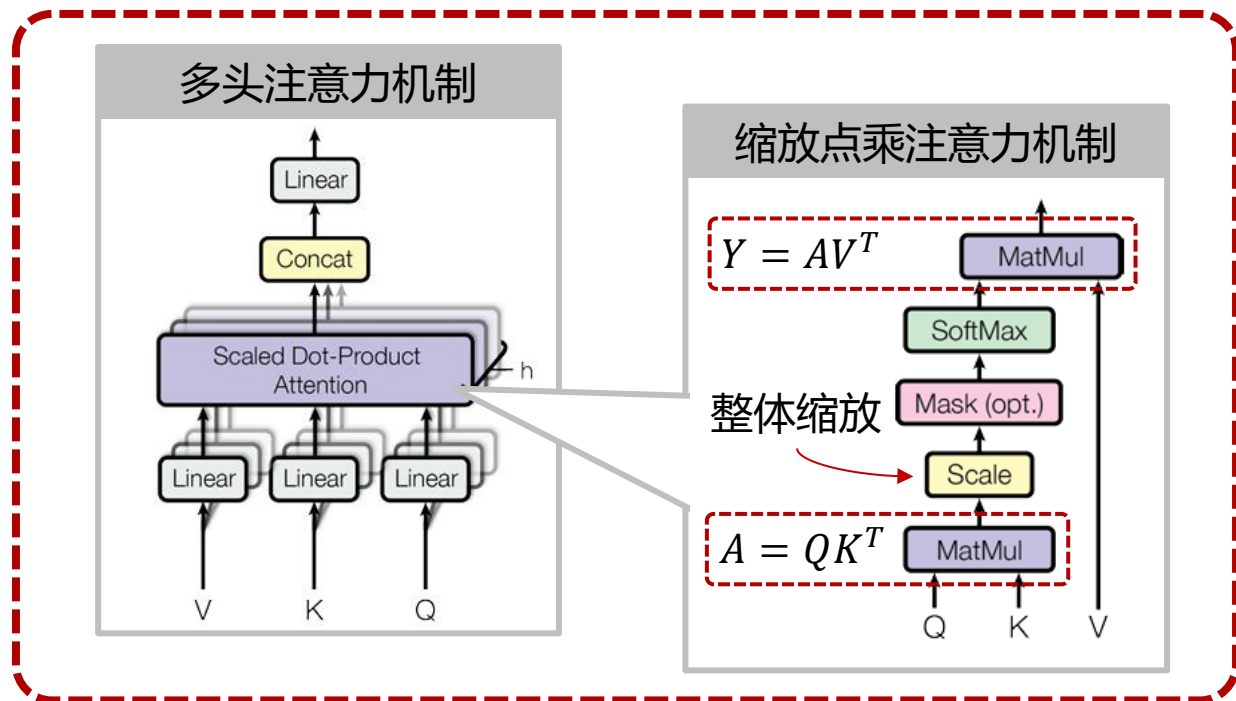 多头注意力机制
Linear
Concat
Scaled Dot-Product
Attention
h
Linear
Linear
Linear
V
K
Q
缩放点乘注意力机制
Y = AV^T
MatMul
SoftMax
Mask (opt.)
整体缩放
Scale
A = QK^T
MatMul
Q
K
V